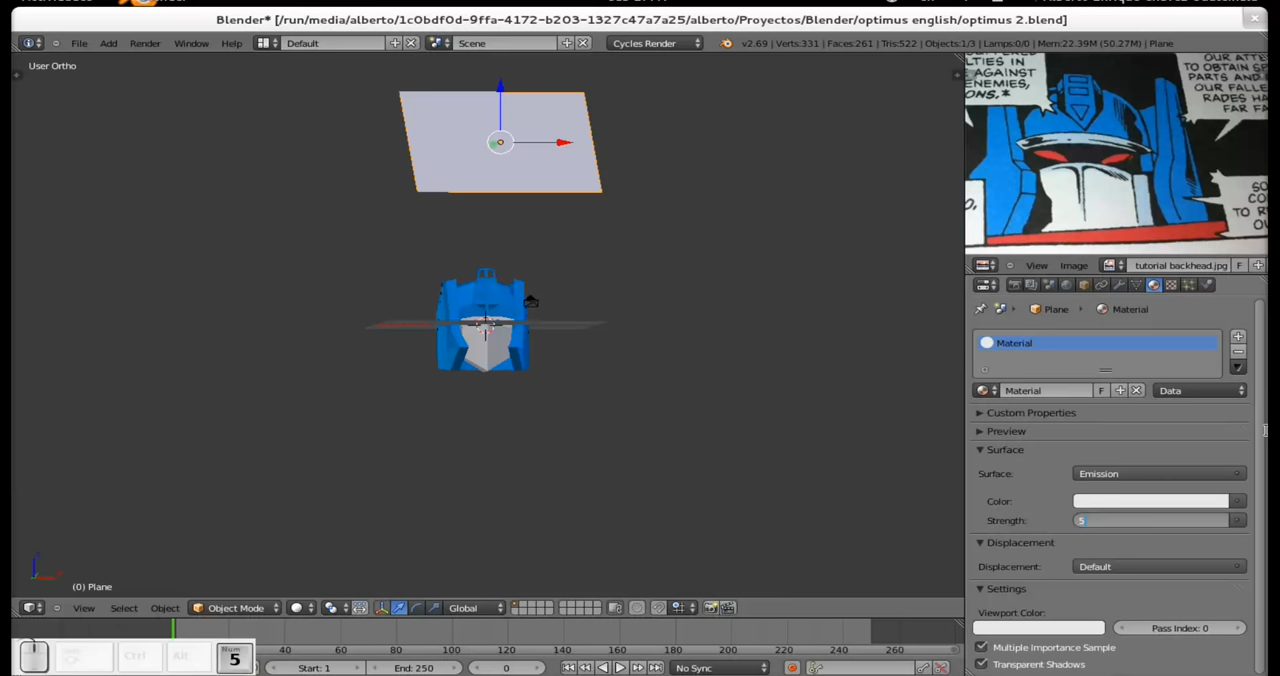 Blender* [/run/media/alberto/1c0bdf0d-9ffa-4172-b203-1327c47a7a25/alberto/Proyectos/Blender/optimus english/optimus 2.blend]
File Add Render Window Help
Default
Scene
Cycles Render
v2.69 | Verts:331 | Faces:261 | Tris:522 | Objects:1/3 | Lamps:0/0 | Mem:22.39M (50.27M) | Plane
User Ortho
LTIES IN
AGAINST
ENEMIES,
ONS,*
OUR ATTE
TO OBTAIN
PARTS AND
OUR FALLE
RADES HA
FAR
SO
CO
TO R
View Image tutorial backhead.jpg F
Plane Material
Material
Material F Data
Custom Properties
Preview
Surface
Surface: Emission
Color:
Strength: 5
Displacement
Displacement: Default
Settings
Viewport Color:
Pass Index: 0
Multiple Importance Sample
Transparent Shadows
(0) Plane
View Select Object Object Mode Global
40 60 80 100 120 140 160 180 200 220 240 260
Ctrl Alt Num 5
Start: 1 End: 250 0 No Sync